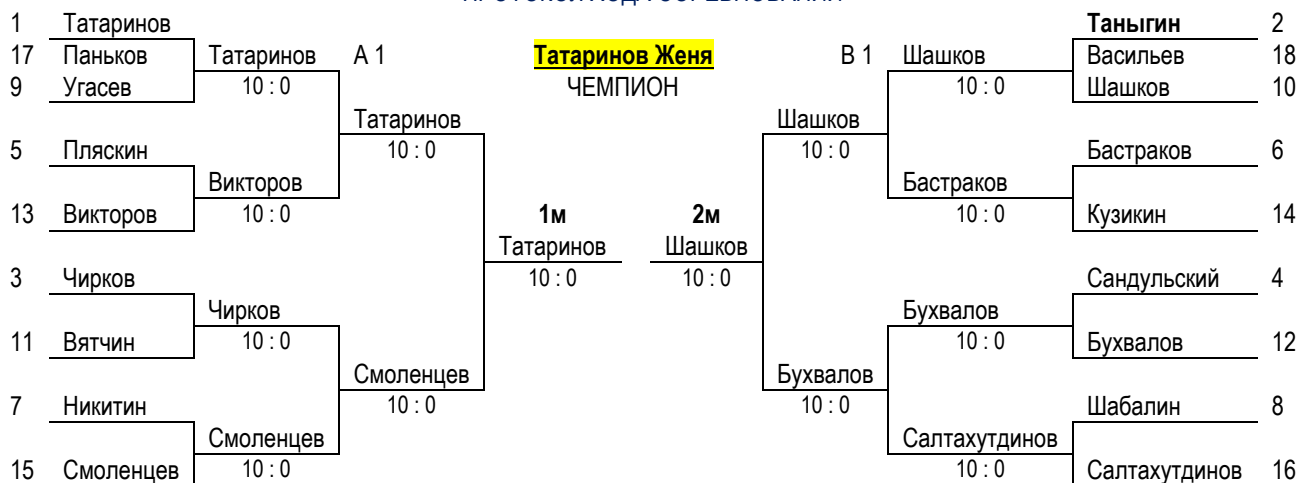 1 Татаринов Таныгин 2
17 Паньков Татаринов А 1 Татаринов Женя В 1 Шашков Васильев 18
9 Угасев 10 : 0 ЧЕМПИОН 10 : 0 Шашков 10
Татаринов Шашков
5 Пляскин 10 : 0 10 : 0 Бастраков 6
Викторов Бастраков
13 Викторов 10 : 0 1м 2м 10 : 0 Кузикин 14
Татаринов Шашков
3 Чирков 10 : 0 10 : 0 Сандульский 4
Чирков Бухвалов
11 Вятчин 10 : 0 10 : 0 Бухвалов 12
Смоленцев Бухвалов
7 Никитин 10 : 0 10 : 0 Шабалин 8
Смоленцев Салтахутдинов
15 Смоленцев 10 : 0 10 : 0 Салтахутдинов 16